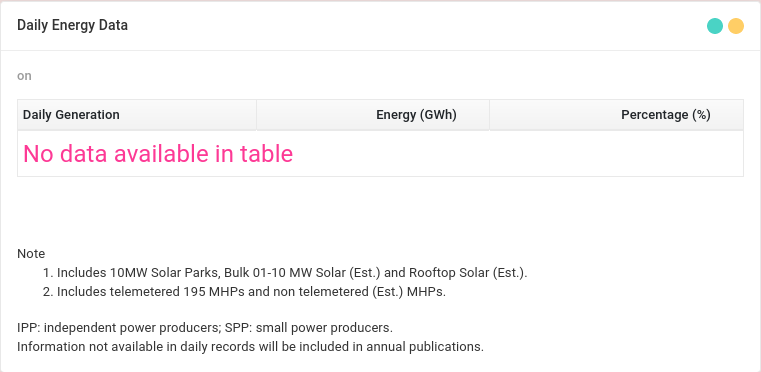 Daily Energy Data
on
Daily Generation Energy (GWh) Percentage (%)
No data available in table
Note
1. Includes 10MW Solar Parks, Bulk 01-10 MW Solar (Est.) and Rooftop Solar (Est.).
2. Includes telemetered 195 MHPs and non telemetered (Est.) MHPs.
IPP: independent power producers; SPP: small power producers.
Information not available in daily records will be included in annual publications.